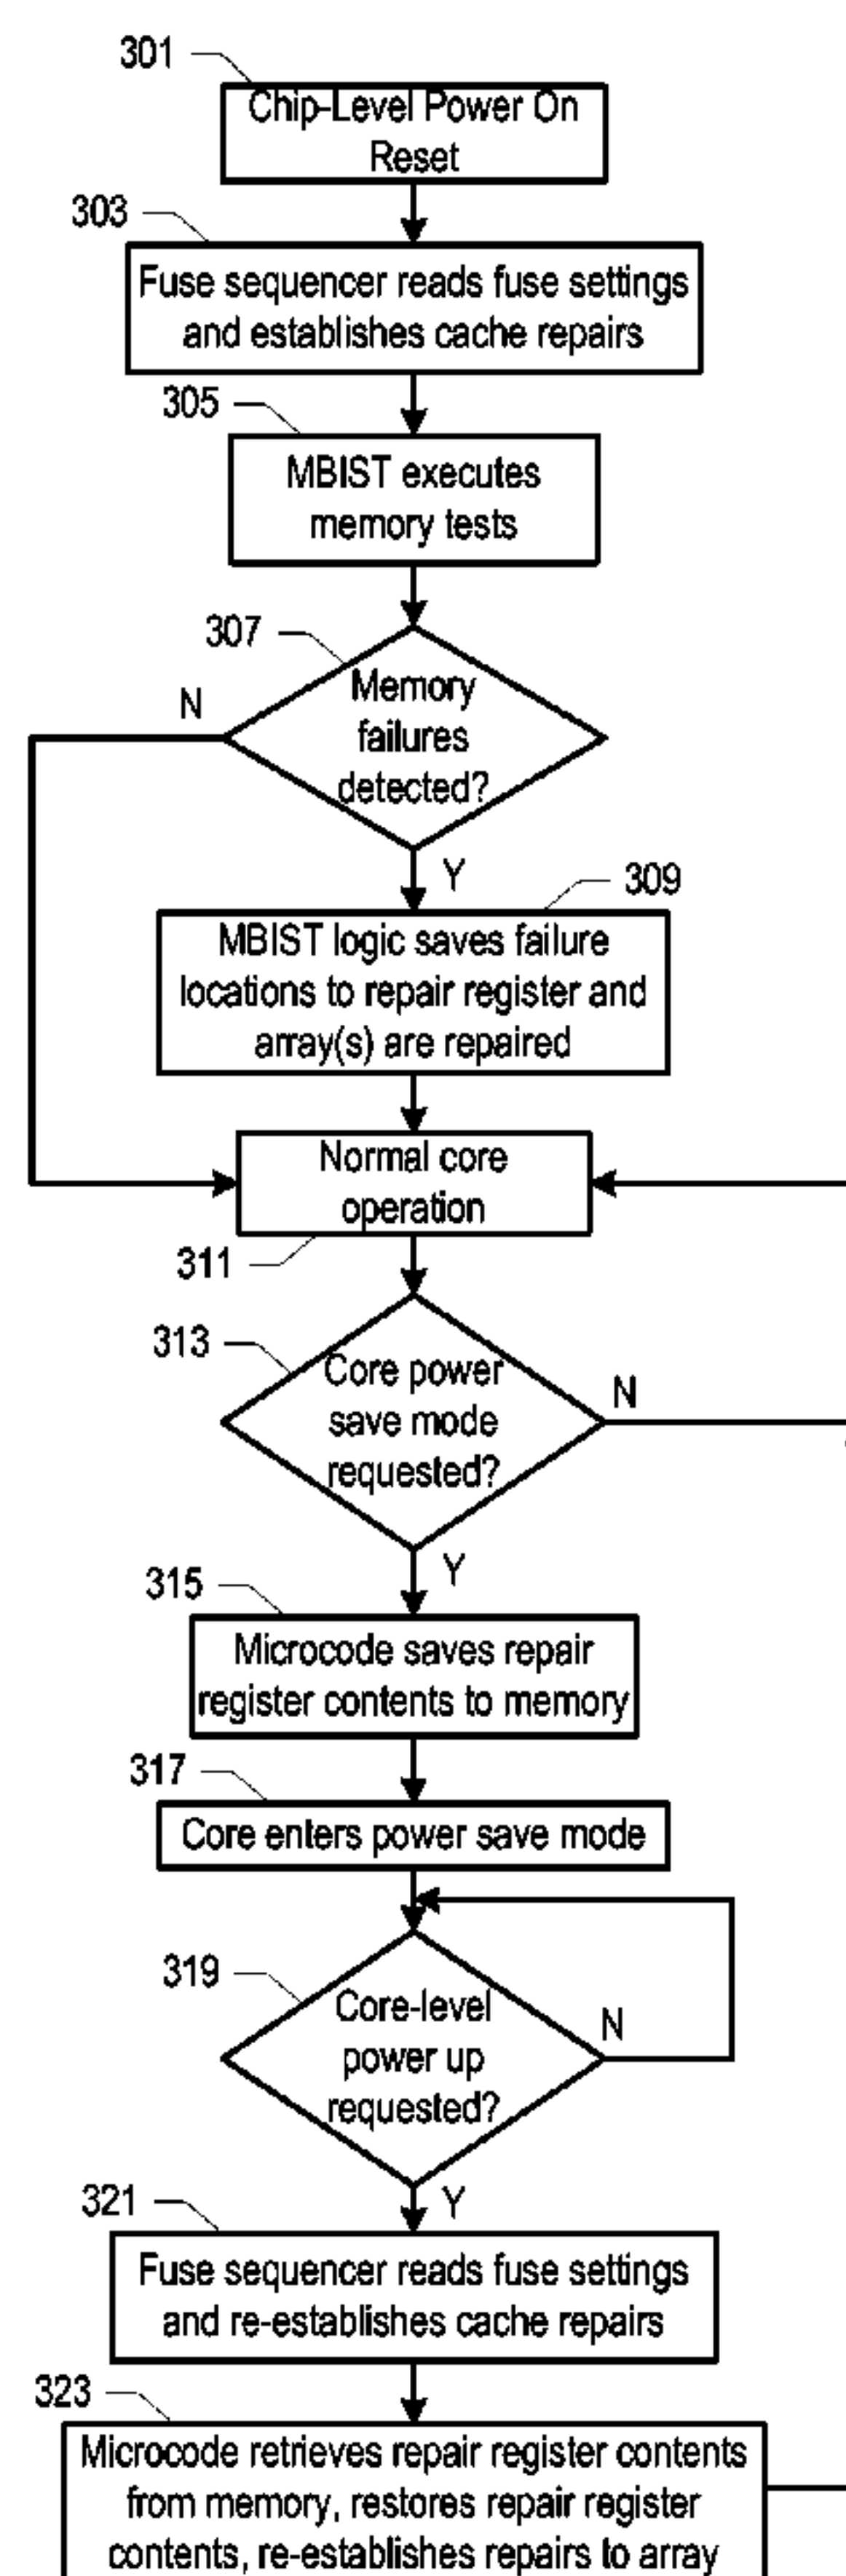 301
Chip-Level Power On
Reset
303
Fuse sequencer reads fuse settings
and establishes cache repairs
305
MBIST executes
memory tests
307
N
Memory
failures
detected?
Y
309
MBIST logic saves failure
locations to repair register and
array(s) are repaired
Normal core
operation
311
313
Core power
save mode
requested?
N
Y
315
Microcode saves repair
register contents to memory
317
Core enters power save mode
319
Core-level
power up
requested?
N
Y
321
Fuse sequencer reads fuse settings
and re-establishes cache repairs
323
Microcode retrieves repair register contents
from memory, restores repair register
contents, re-establishes repairs to array